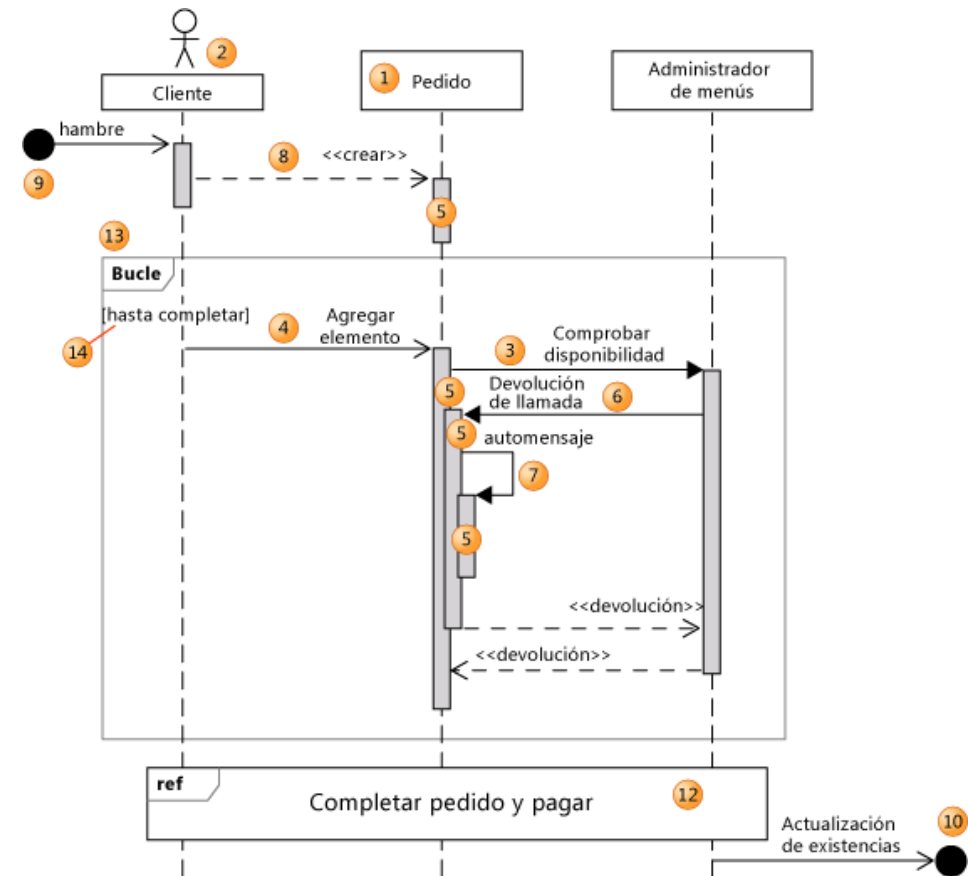 2
Cliente
1
Pedido
Administrador
de menús
hambre
9
8
<<crear>>
5
13
Bucle
[hasta completar]
14
4
Agregar
elemento
3
Comprobar
disponibilidad
5
Devolución
de llamada
6
5
automensaje
7
5
<<devolución>>
<<devolución>>
ref
Completar pedido y pagar
12
Actualización
de existencias
10